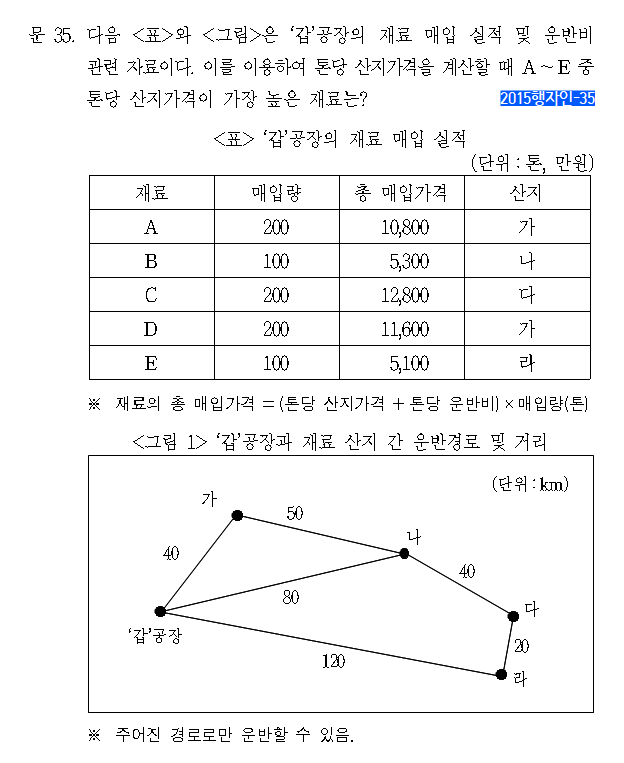 문 35. 다음 <표>와 <그림>은 ‘갑’공장의 재료 매입 실적 및 운반비
관련 자료이다. 이를 이용하여 톤당 산지가격을 계산할 때 A~E 중
톤당 산지가격이 가장 높은 재료는?
2015행자인-35
<표> ‘갑’공장의 재료 매입 실적
(단위 : 톤, 만원)
재료 매입량 총 매입가격 산지
A 200 10,800 가
B 100 5,300 나
C 200 12,800 다
D 200 11,600 가
E 100 5,100 라
※ 재료의 총 매입가격 = (톤당 산지가격 + 톤당 운반비) × 매입량(톤)
<그림 1> ‘갑’공장과 재료 산지 간 운반경로 및 거리
(단위 : km)
가
50
나
40
40
80
다
‘갑’공장
20
120
라
※ 주어진 경로로만 운반할 수 있음.